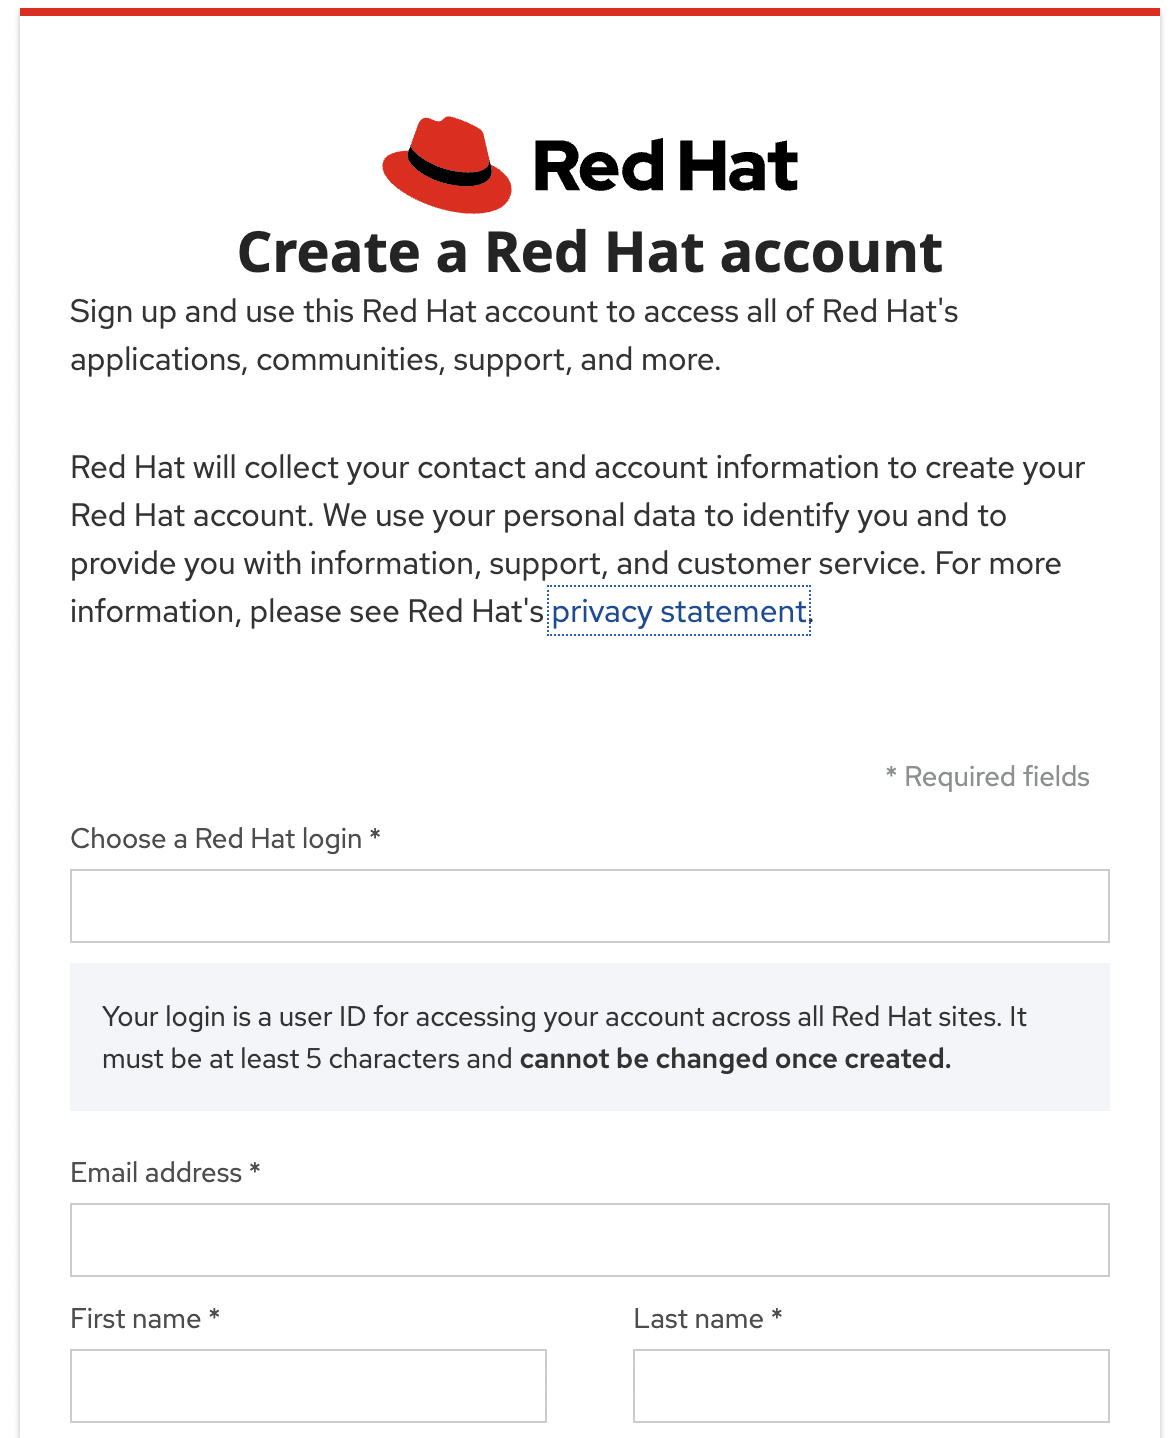 Red Hat
Create a Red Hat account
Sign up and use this Red Hat account to access all of Red Hat's
applications, communities, support, and more.
Red Hat will collect your contact and account information to create your
Red Hat account. We use your personal data to identify you and to
provide you with information, support, and customer service. For more
information, please see Red Hat's privacy statement.
* Required fields
Choose a Red Hat login *
Your login is a user ID for accessing your account across all Red Hat sites. It
must be at least 5 characters and cannot be changed once created.
Email address *
First name * Last name *